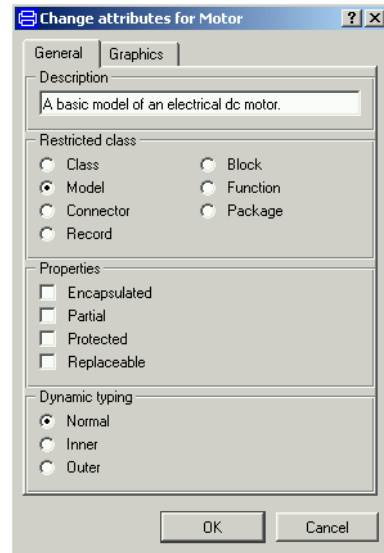 Change attributes for Motor
General Graphics
Description
A basic model of an electrical dc motor.
Restricted class
Class Block
Model Function
Connector Package
Record
Properties
Encapsulated
Partial
Protected
Replaceable
Dynamic typing
Normal
Inner
Outer
OK Cancel